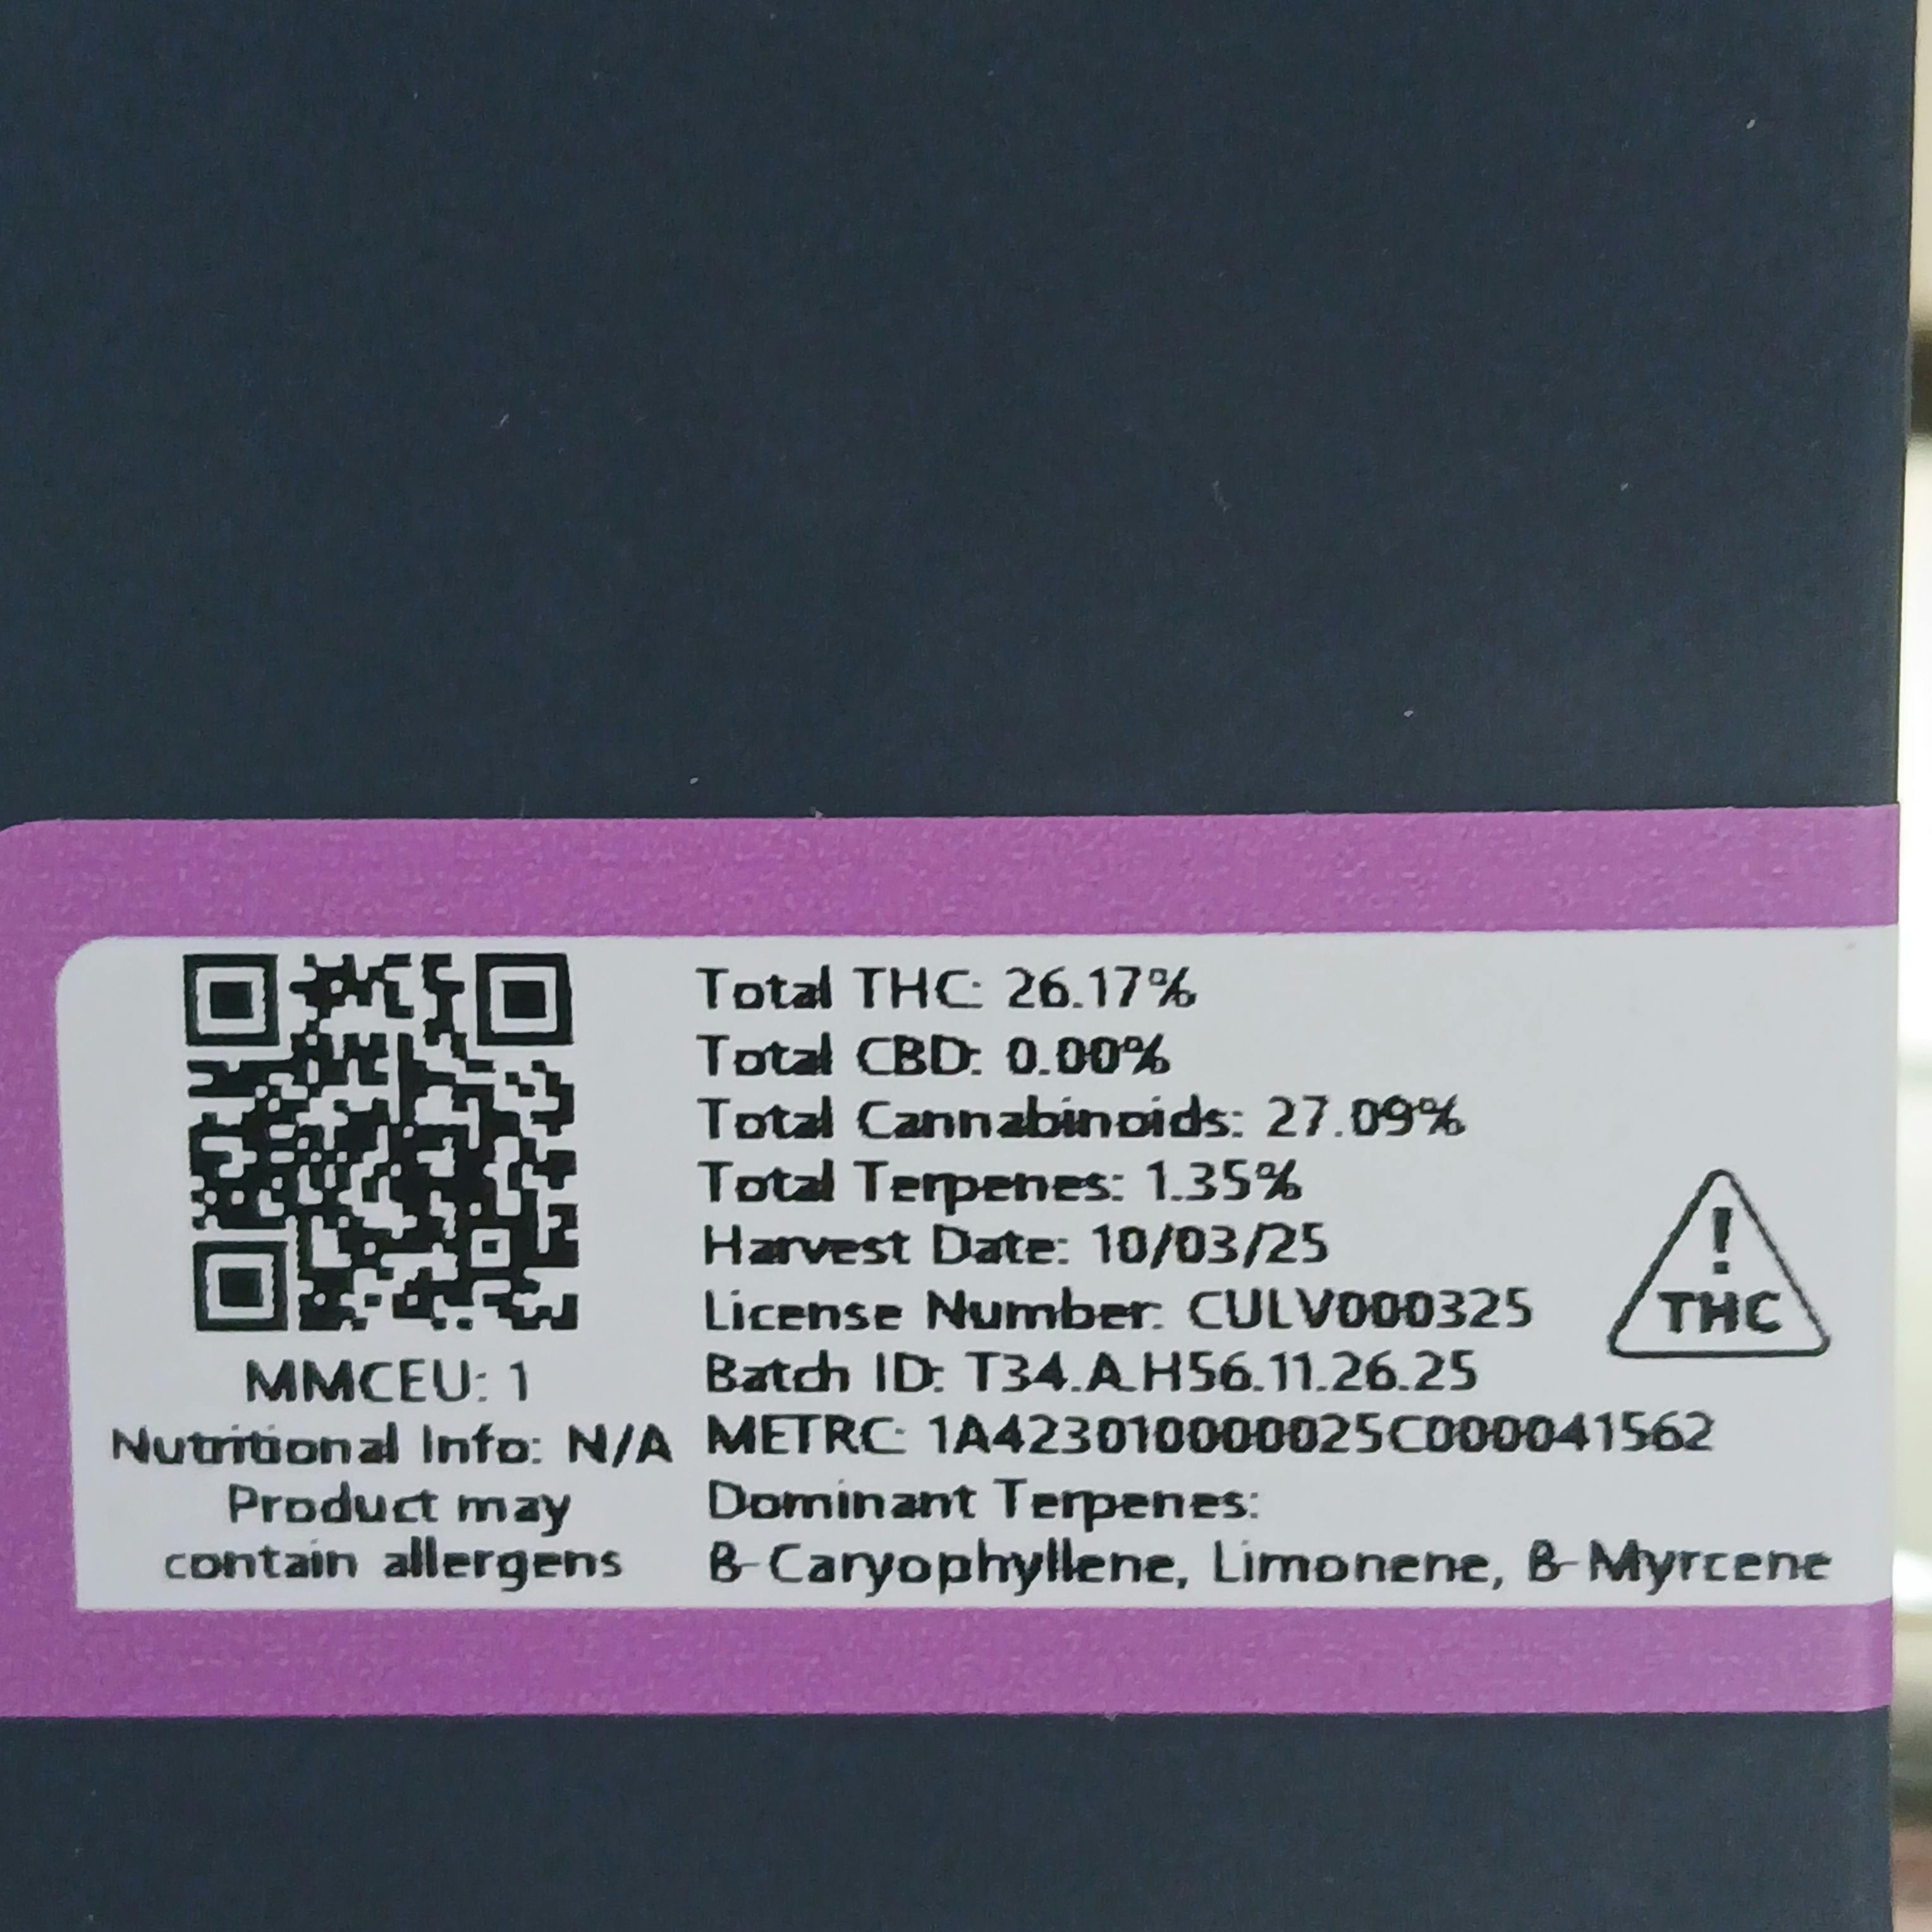 MMCEU: 1
Nutritional Info: N/A
Product may
contain allergens
Total THC: 26.17%
Total CBD: 0.00%
Total Cannabinoids: 27.09%
Total Terpenes: 1.35%
Harvest Date: 10/03/25
License Number: CULV000325
Batch ID: T34.A.H56.11.26.25
METRC: 1A423010000025C000041562
Dominant Terpenes:
B-Caryophyllene, Limonene, B-Myrcene
!
THC